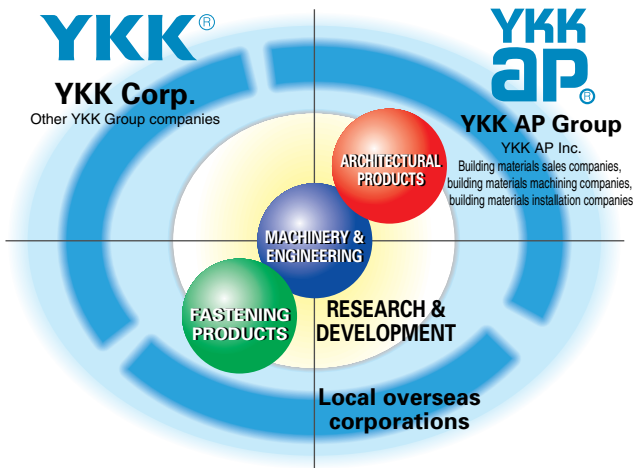 YKK®
YKK Corp.
Other YKK Group companies
YKK
ap®
YKK AP Group
YKK AP Inc.
Building materials sales companies,
building materials machining companies,
building materials installation companies
ARCHITECTURAL
PRODUCTS
MACHINERY &
ENGINEERING
FASTENING
PRODUCTS
RESEARCH &
DEVELOPMENT
Local overseas
corporations